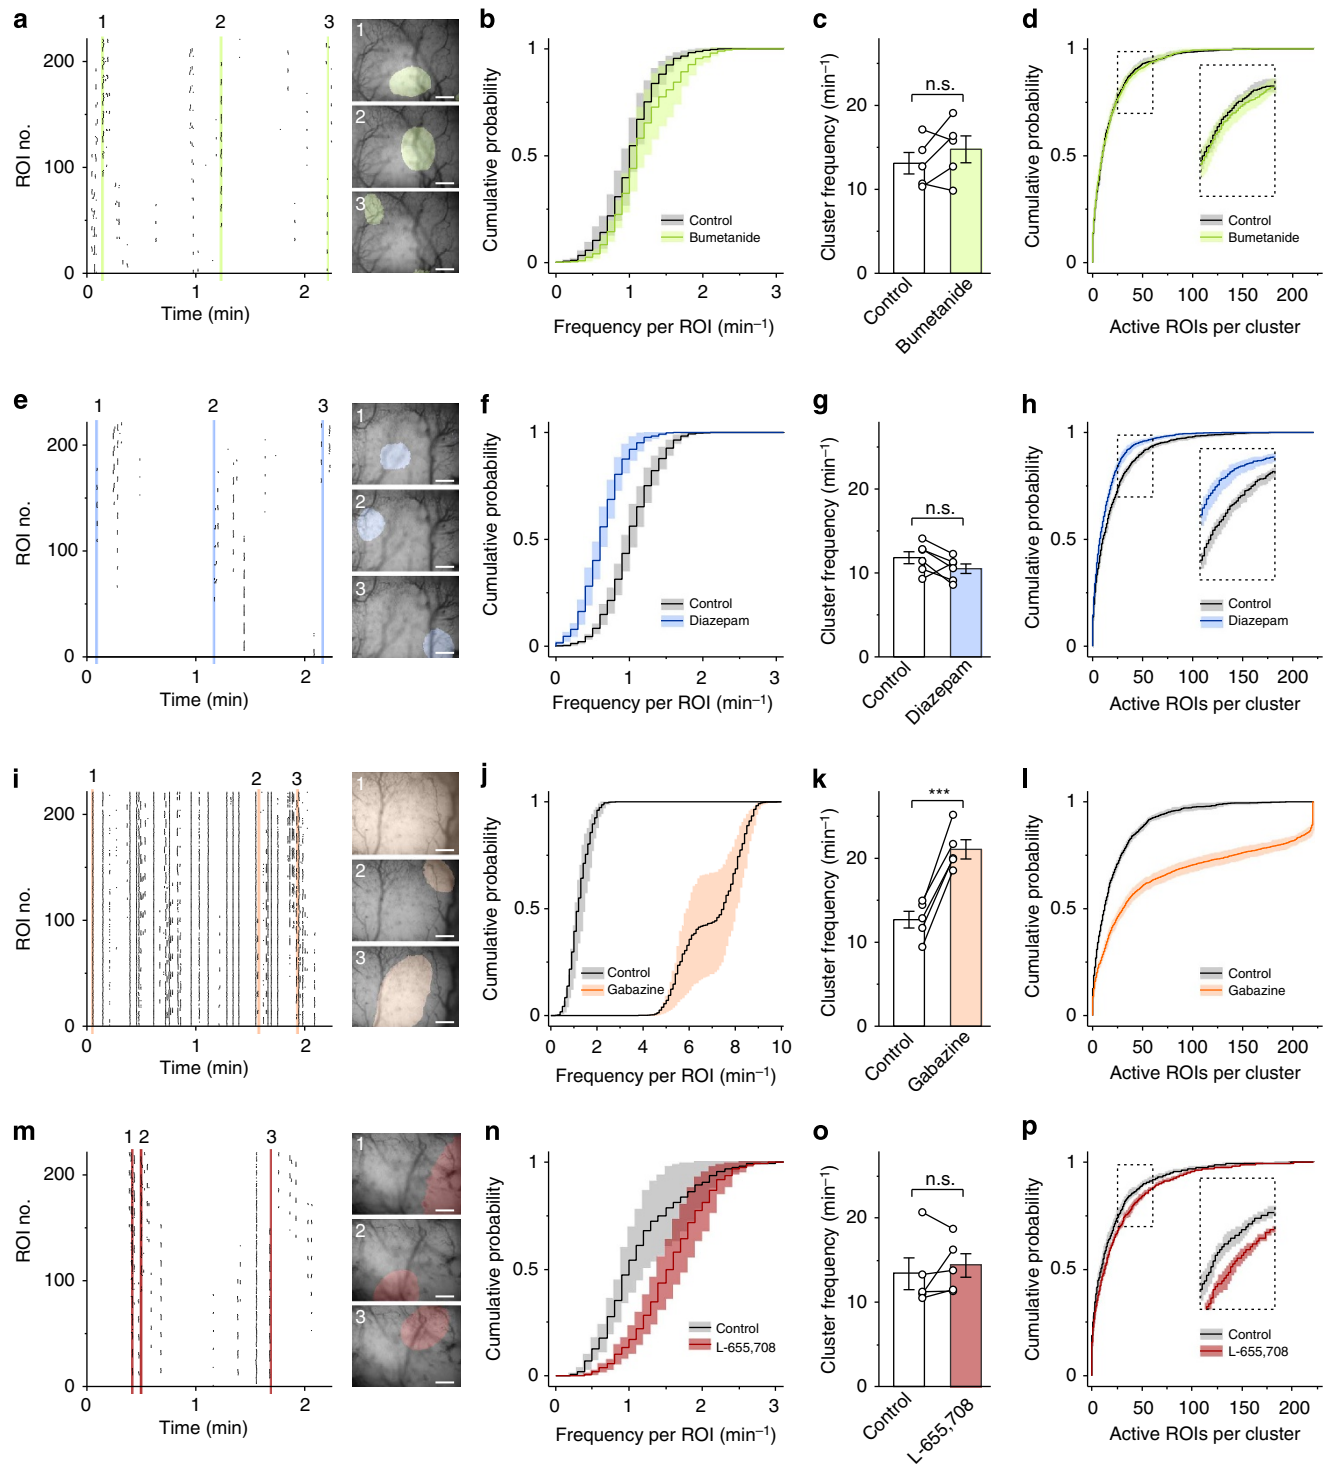 a
1 2 3
ROI no.
200
100
0
0 1 2
Time (min)
1
2
3
b
Cumulative probability
1
0.5
0
Control
Bumetanide
0 1 2 3
Frequency per ROI (min⁻¹)
c
Cluster frequency (min⁻¹)
20
10
0
n.s.
Control
Bumetanide
d
Cumulative probability
1
0.5
0
Control
Bumetanide
0 50 100 150 200
Active ROIs per cluster
e
1 2 3
ROI no.
200
100
0
0 1 2
Time (min)
1
2
3
f
Cumulative probability
1
0.5
0
Control
Diazepam
0 1 2 3
Frequency per ROI (min⁻¹)
g
Cluster frequency (min⁻¹)
20
10
0
n.s.
Control
Diazepam
h
Cumulative probability
1
0.5
0
Control
Diazepam
0 50 100 150 200
Active ROIs per cluster
i
1 2 3
ROI no.
200
100
0
0 1 2
Time (min)
1
2
3
j
Cumulative probability
1
0.5
0
Control
Gabazine
0 2 4 6 8 10
Frequency per ROI (min⁻¹)
k
Cluster frequency (min⁻¹)
20
10
0
***
Control
Gabazine
l
Cumulative probability
1
0.5
0
Control
Gabazine
0 50 100 150 200
Active ROIs per cluster
m
1 2 3
ROI no.
200
100
0
0 1 2
Time (min)
1
2
3
n
Cumulative probability
1
0.5
0
Control
L-655,708
0 1 2 3
Frequency per ROI (min⁻¹)
o
Cluster frequency (min⁻¹)
20
10
0
n.s.
Control
L-655,708
p
Cumulative probability
1
0.5
0
Control
L-655,708
0 50 100 150 200
Active ROIs per cluster